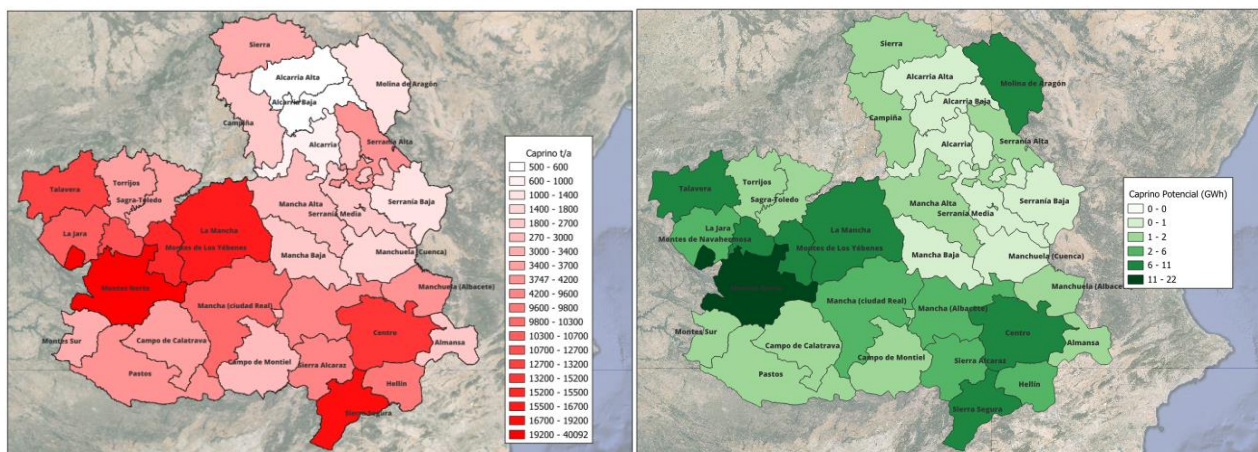 Sierra
Alcarria Alta
Molina de Aragón
Alcarria Baja
Campiña
Alcarria
Serranía Alta
Talavera
Torrijos
Sagra-Toledo
Serranía Baja
Mancha Alta
Serranía Media
La Jara
La Mancha
Montes de Los Yébenes
Mancha Baja
Manchuela (Cuenca)
Montes Norte
Mancha (ciudad Real)
Manchuela (Albacete)
Centro
Montes Sur
Campo de Calatrava
Almansa
Campo de Montiel
Sierra Alcaraz
Pastos
Hellín
Sierra Segura
Caprino t/a
500 - 600
600 - 1000
1000 - 1400
1400 - 1800
1800 - 2700
270 - 3000
3000 - 3400
3400 - 3700
3747 - 4200
4200 - 9600
9600 - 9800
9800 - 10300
10300 - 10700
10700 - 12700
12700 - 13200
13200 - 15200
15200 - 15500
15500 - 16700
16700 - 19200
19200 - 40092
Sierra
Alcarria Alta
Molina de Aragón
Alcarria Baja
Campiña
Serranía Alta
Alcarria
Talavera
Torrijos
Sagra-Toledo
Serranía Baja
Mancha Alta
Serranía Media
La Jara
La Mancha
Montes de Navahermosa
Montes de Los Yébenes
Mancha Baja
Manchuela (Cuenca)
Manchuela (Albacete)
Mancha (ciudad Real)
Mancha (Albacete)
Centro
Montes Sur
Campo de Calatrava
Almansa
Campo de Montiel
Sierra Alcaraz
Pastos
Hellín
Sierra Segura
Caprino Potencial (GWh)
0 - 0
0 - 1
1 - 2
2 - 6
6 - 11
11 - 22